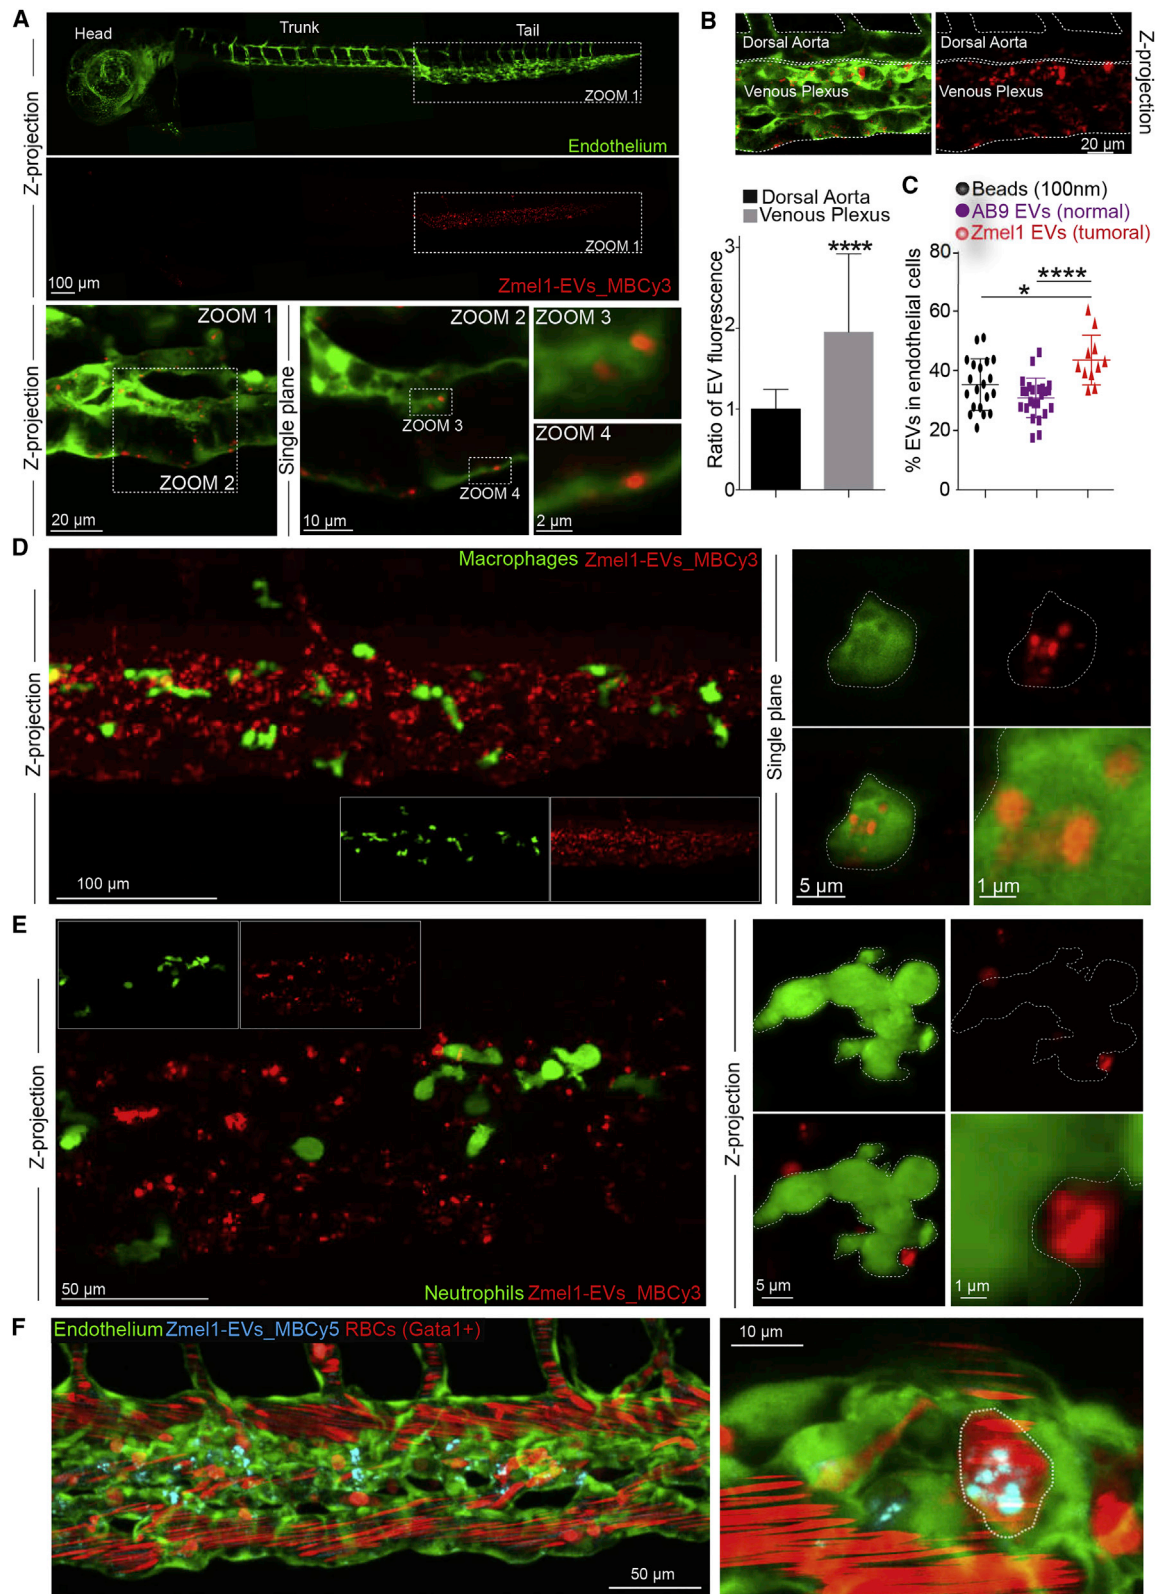 A
Z-projection
Head
Trunk
Tail
ZOOM 1
Endothelium
Z-projection
ZOOM 1
100 µm
Zmel1-EVs_MBCy3
Z-projection
ZOOM 1
ZOOM 2
20 µm
Single plane
ZOOM 2
ZOOM 3
ZOOM 4
10 µm
ZOOM 3
ZOOM 4
2 µm
B
Dorsal Aorta
Venous Plexus
Dorsal Aorta
Venous Plexus
20 µm
Z-projection
Dorsal Aorta
Venous Plexus
Ratio of EV fluorescence
3
2
1
0
****
C
Beads (100nm)
AB9 EVs (normal)
Zmel1 EVs (tumoral)
% EVs in endothelial cells
80
60
40
20
0
****
*
D
Z-projection
Macrophages Zmel1-EVs_MBCy3
100 µm
Single plane
5 µm
1 µm
E
Z-projection
50 µm
Neutrophils Zmel1-EVs_MBCy3
Z-projection
5 µm
1 µm
F
Endothelium Zmel1-EVs_MBCy5 RBCs (Gata1+)
50 µm
10 µm